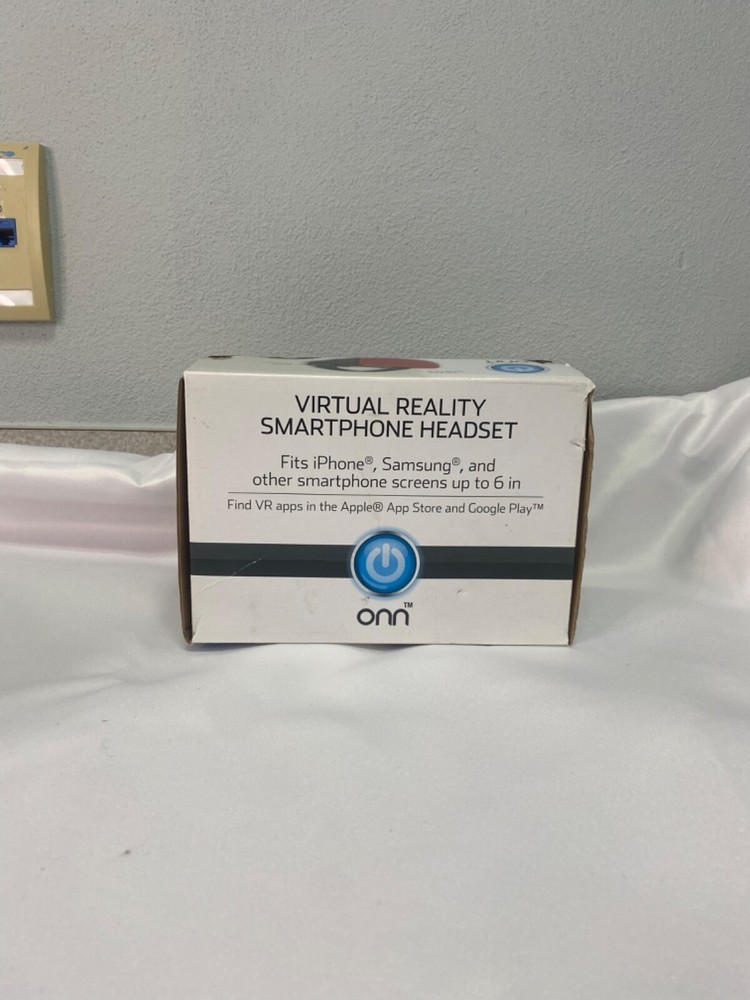 VIRTUAL REALITY
SMARTPHONE HEADSET
Fits iPhone®, Samsung®, and
other smartphone screens up to 6 in
Find VR apps in the Apple® App Store and Google Play™
onn™